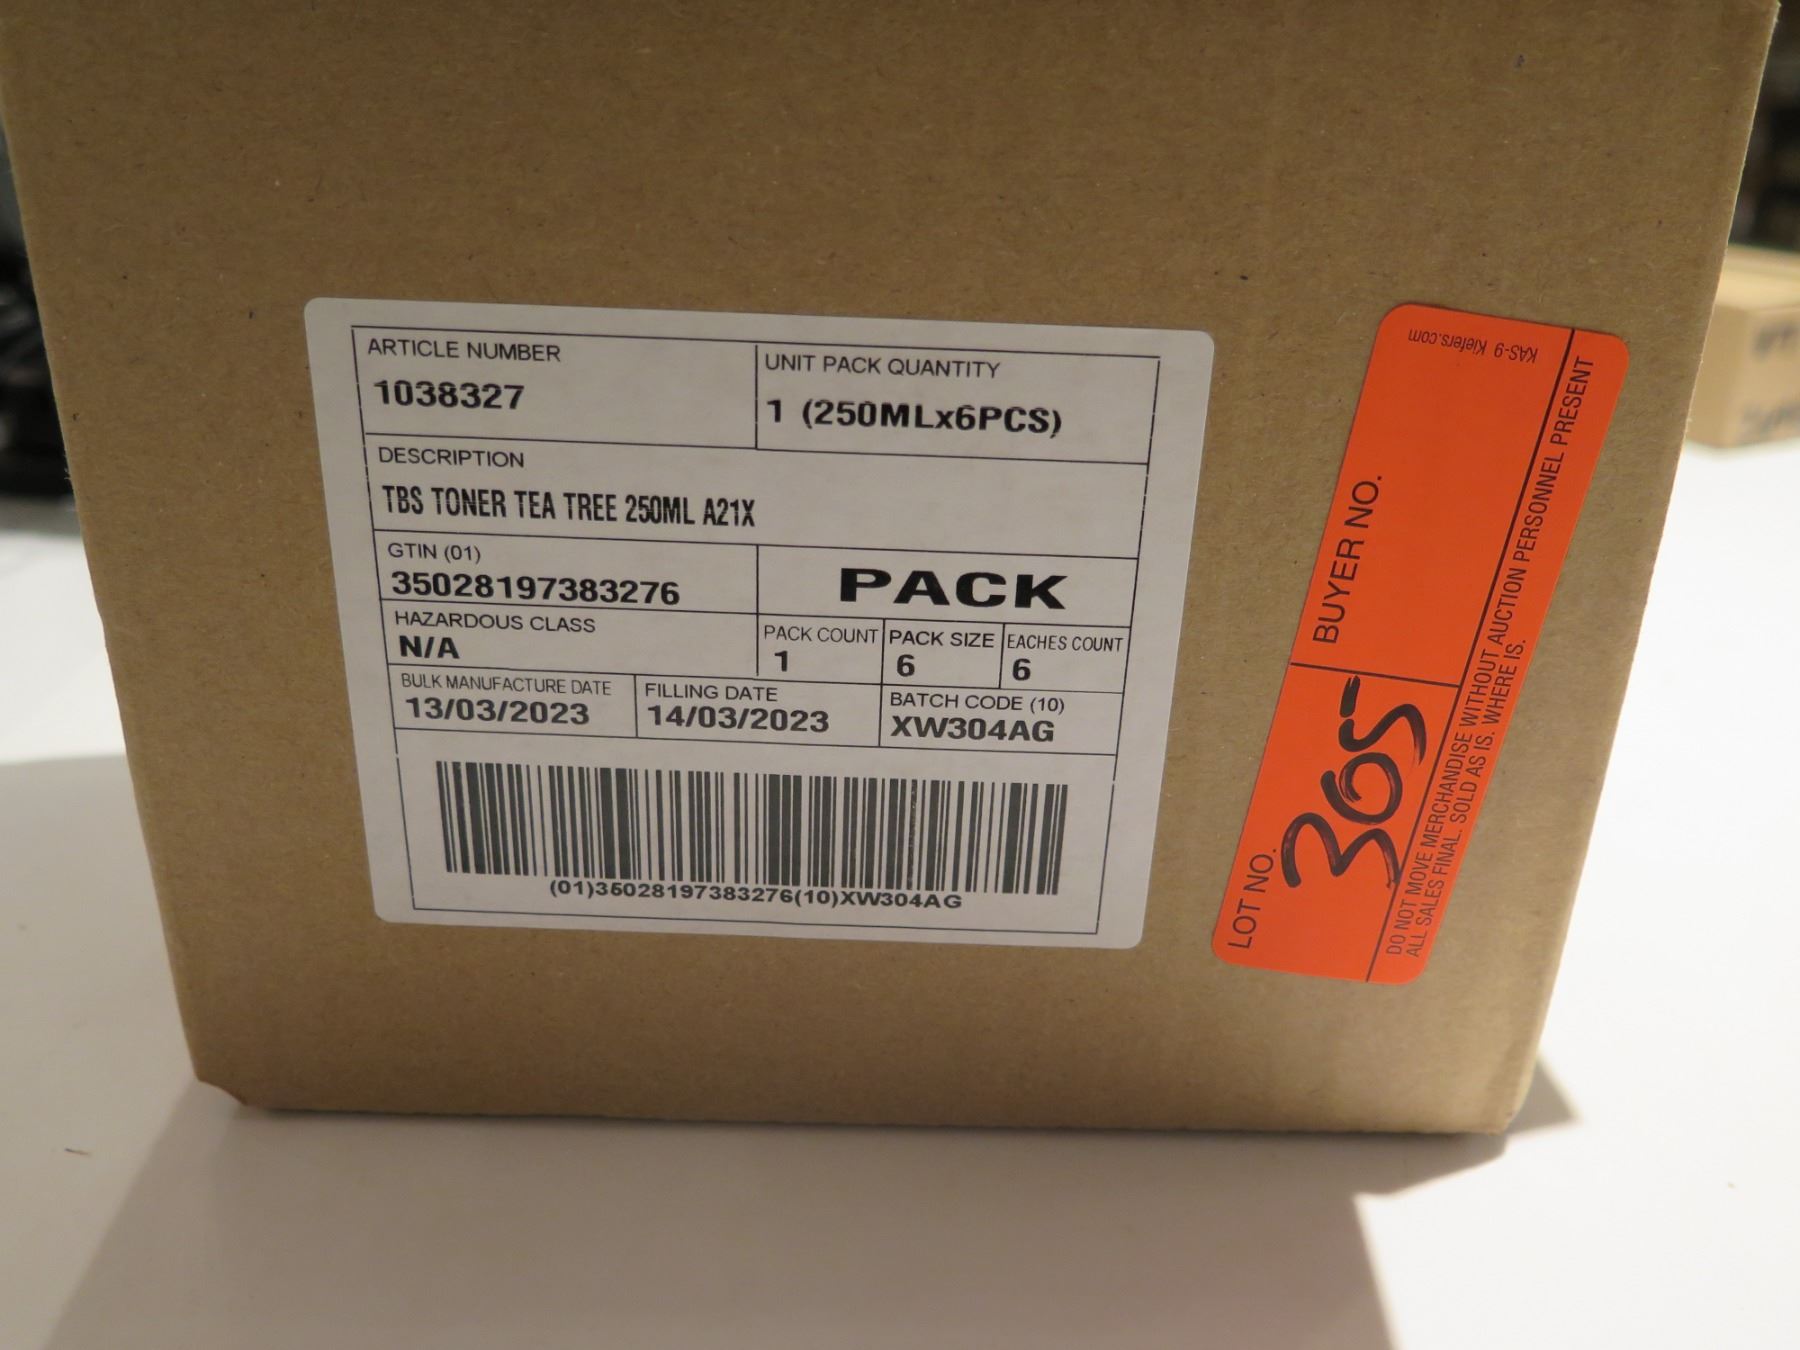 ARTICLE NUMBER
1038327
UNIT PACK QUANTITY
1 (250MLx6PCS)
DESCRIPTION
TBS TONER TEA TREE 250ML A21X
GTIN (01)
35028197383276
PACK
HAZARDOUS CLASS
N/A
PACK COUNT
1
PACK SIZE
6
EACHES COUNT
6
BULK MANUFACTURE DATE
13/03/2023
FILLING DATE
14/03/2023
BATCH CODE (10)
XW304AG
(01)35028197383276(10)XW304AG
KAS-9 Kiefers.com
LOT NO.
365
BUYER NO.
DO NOT MOVE MERCHANDISE WITHOUT AUCTION PERSONNEL PRESENT
ALL SALES FINAL. SOLD AS IS. WHERE IS.